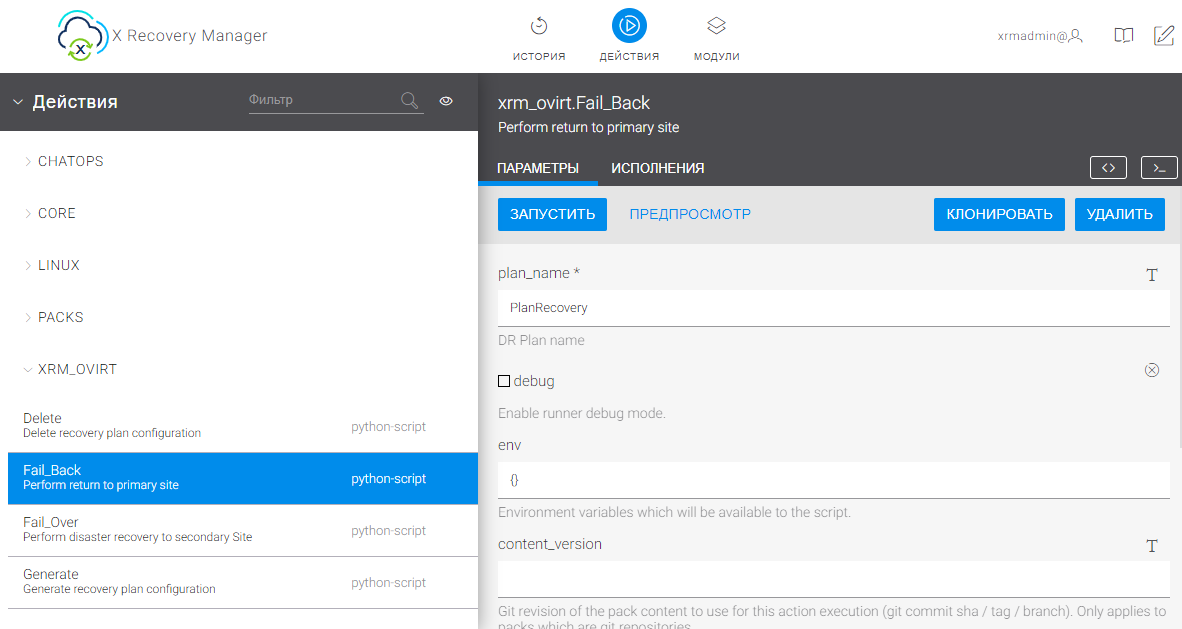 X Recovery Manager
ИСТОРИЯ
ДЕЙСТВИЯ
МОДУЛИ
xrmadmin@
Действия
Фильтр
CHATOPS
CORE
LINUX
PACKS
XRM_OVIRT
Delete
Delete recovery plan configuration
python-script
Fail_Back
Perform return to primary site
python-script
Fail_Over
Perform disaster recovery to secondary Site
python-script
Generate
Generate recovery plan configuration
python-script
xrm_ovirt.Fail_Back
Perform return to primary site
ПАРАМЕТРЫ ИСПОЛНЕНИЯ
ЗАПУСТИТЬ ПРЕДПРОСМОТР КЛОНИРОВАТЬ УДАЛИТЬ
plan_name *
PlanRecovery
DR Plan name
debug
Enable runner debug mode.
env
{}
Environment variables which will be available to the script.
content_version
Git revision of the pack content to use for this action execution (git commit sha / tag / branch). Only applies to
packs which are git repositories.